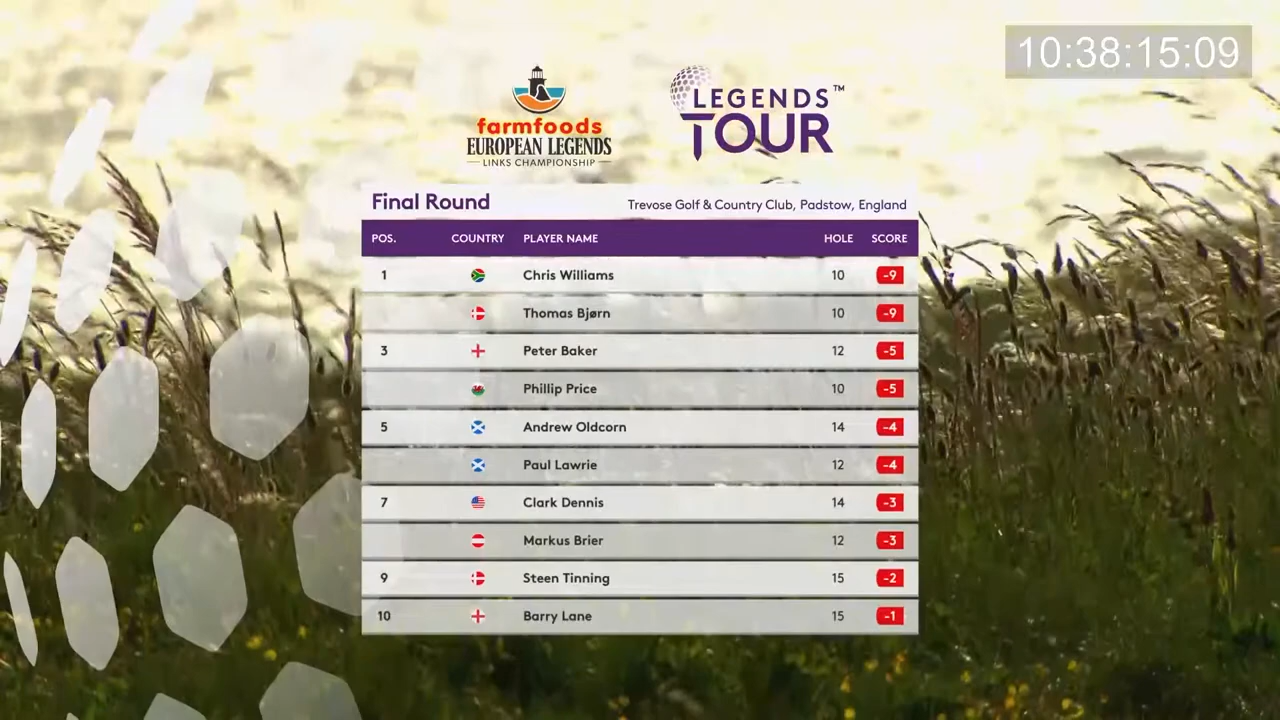 10:38:15:09
farmfoods
EUROPEAN LEGENDS
LINKS CHAMPIONSHIP
LEGENDS™
TOUR
Final Round
Trevose Golf & Country Club, Padstow, England
POS. COUNTRY PLAYER NAME HOLE SCORE
1 Chris Williams 10 -9
Thomas Bjørn 10 -9
3 Peter Baker 12 -5
Phillip Price 10 -5
5 Andrew Oldcorn 14 -4
Paul Lawrie 12 -4
7 Clark Dennis 14 -3
Markus Brier 12 -3
9 Steen Tinning 15 -2
10 Barry Lane 15 -1